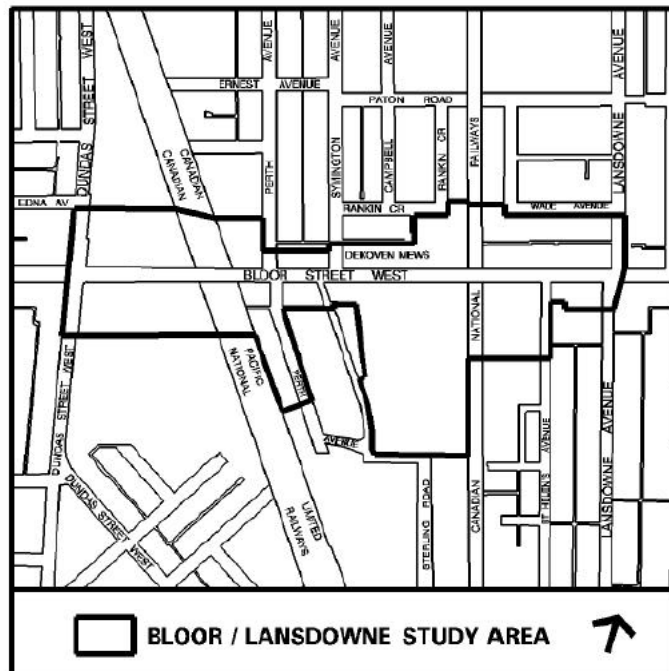 DUNDAS
STREET WEST
CANADIAN
CANADIAN
PERTH
AVENUE
SYMINGTON
AVENUE
CAMPBELL
AVENUE
RANKIN CR
RAILWAYS
LANSDOWNE
AVENUE
ERNEST AVENUE
PATON ROAD
EDNA AV
RANKIN CR
WADE AVENUE
DEKOVEN MEWS
BLOOR STREET WEST
NATIONAL
PACIFIC
NATIONAL
PERTH
AVENUE
DUNDAS STREET WEST
DUNDAS STREET WEST
LIMITED
RAILWAYS
STERLING ROAD
CANADIAN
ST HELEN'S AVENUE
LANSDOWNE AVENUE
BLOOR / LANSDOWNE STUDY AREA